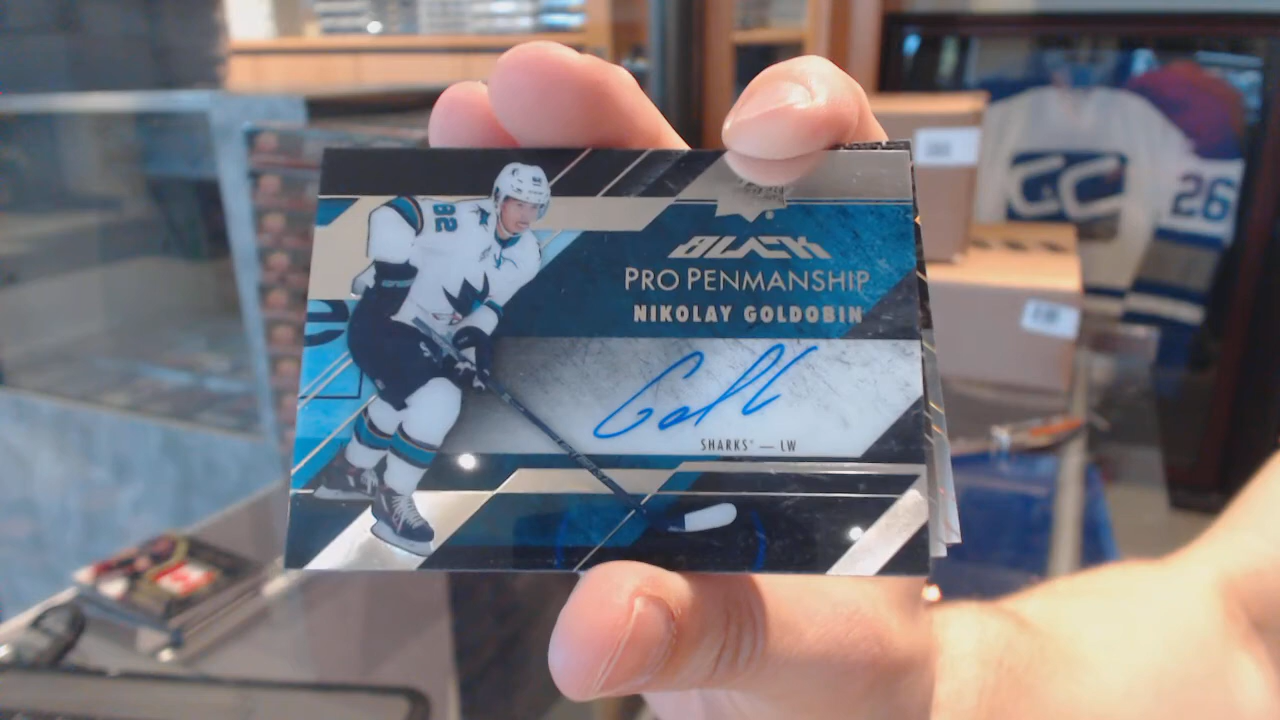 BLACK
PRO PENMANSHIP
NIKOLAY GOLDOBIN
82
SHARKS — LW
26